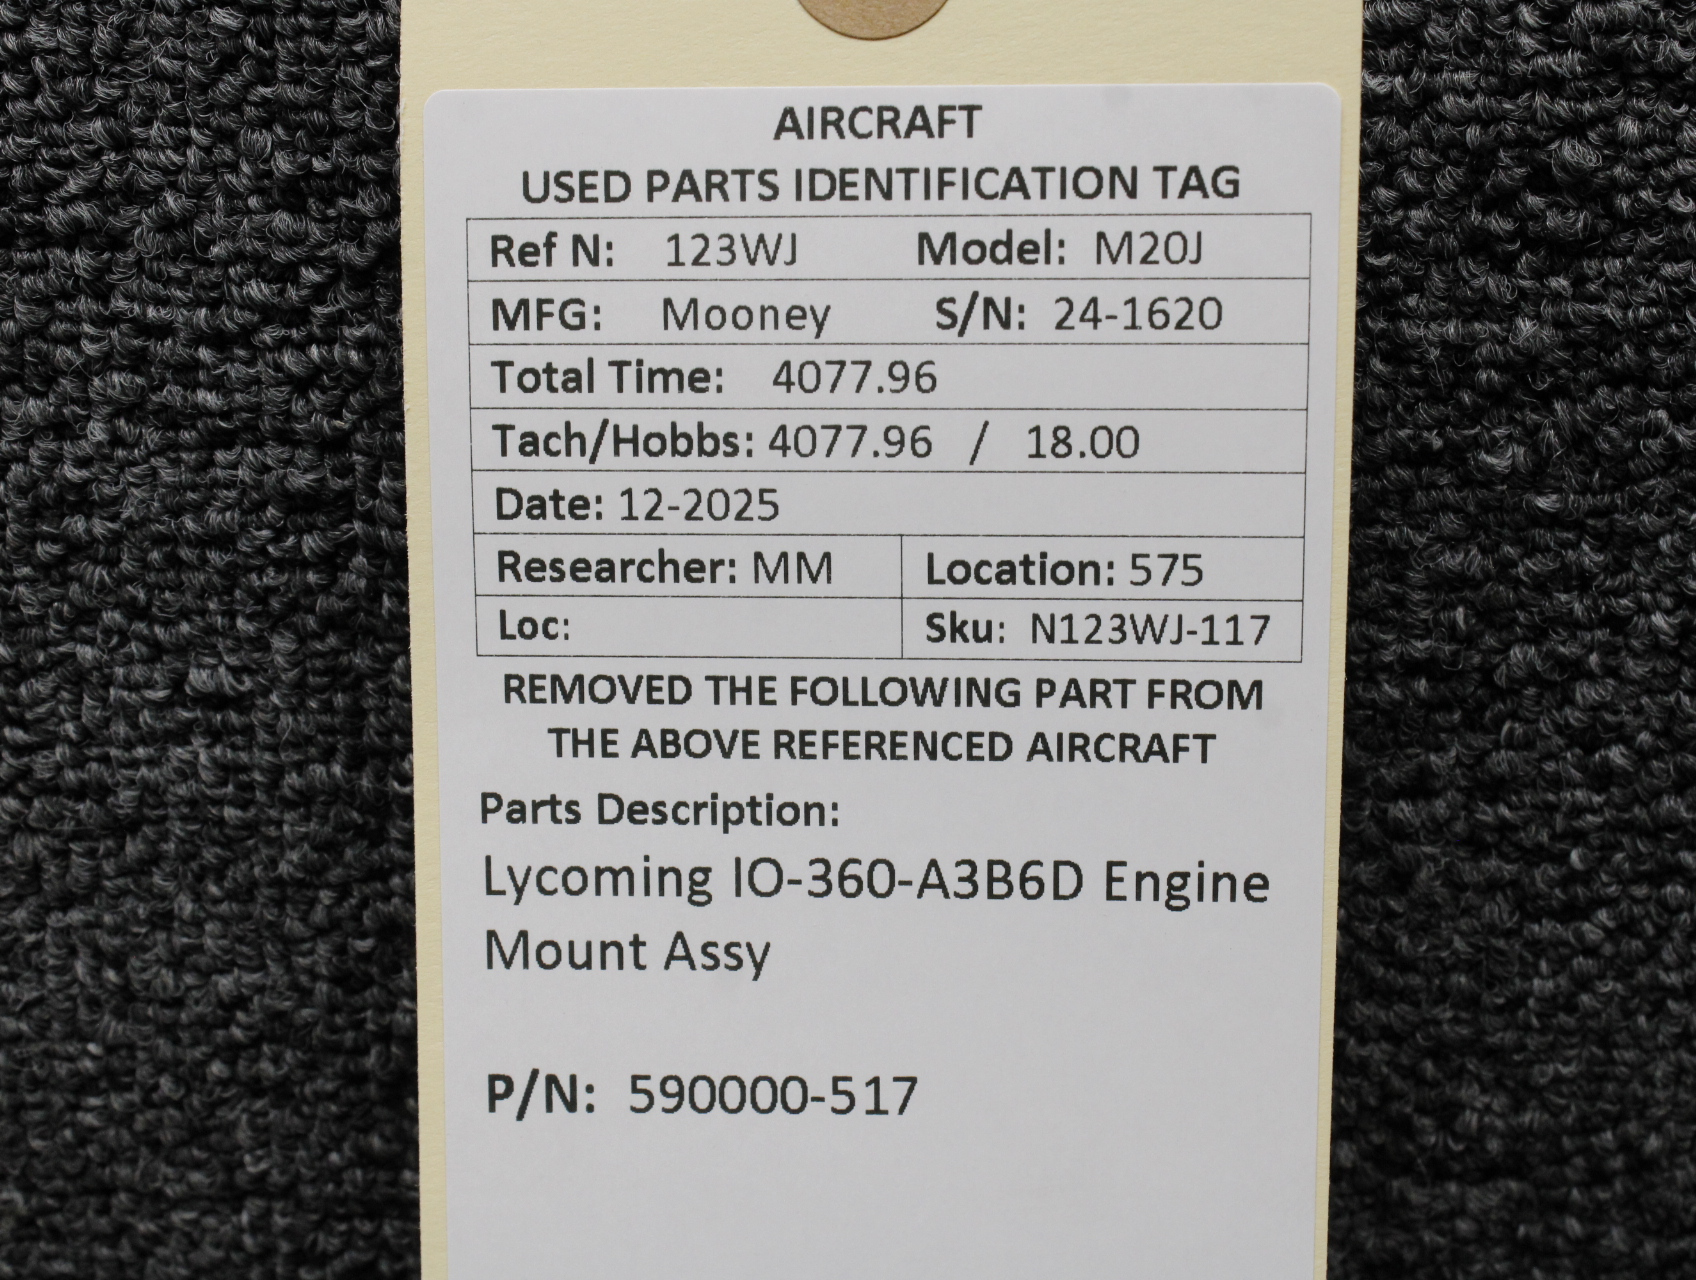 AIRCRAFT
USED PARTS IDENTIFICATION TAG
Ref N: 123WJ Model: M20J
MFG: Mooney S/N: 24-1620
Total Time: 4077.96
Tach/Hobbs: 4077.96 / 18.00
Date: 12-2025
Researcher: MM Location: 575
Loc: Sku: N123WJ-117
REMOVED THE FOLLOWING PART FROM
THE ABOVE REFERENCED AIRCRAFT
Parts Description:
Lycoming IO-360-A3B6D Engine
Mount Assy
P/N: 590000-517